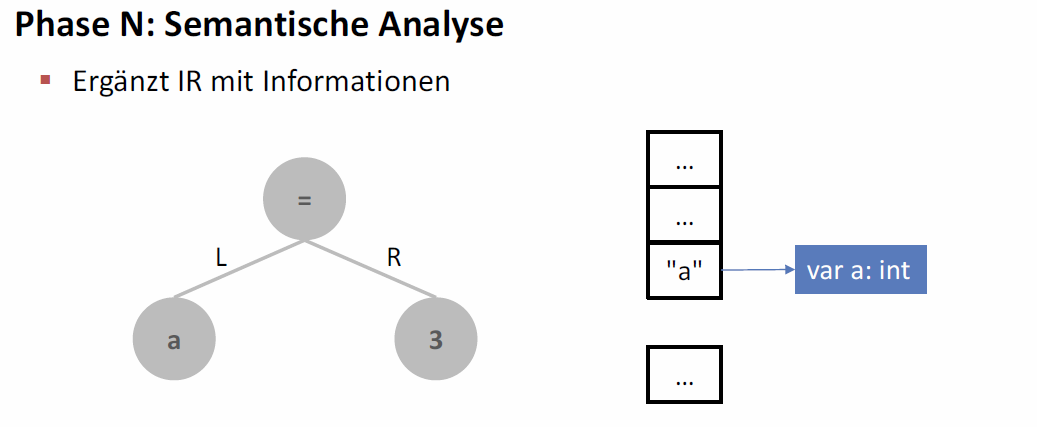 Phase N: Semantische Analyse
Ergänzt IR mit Informationen
=
L
R
a
3
...
...
"a"
var a: int
...